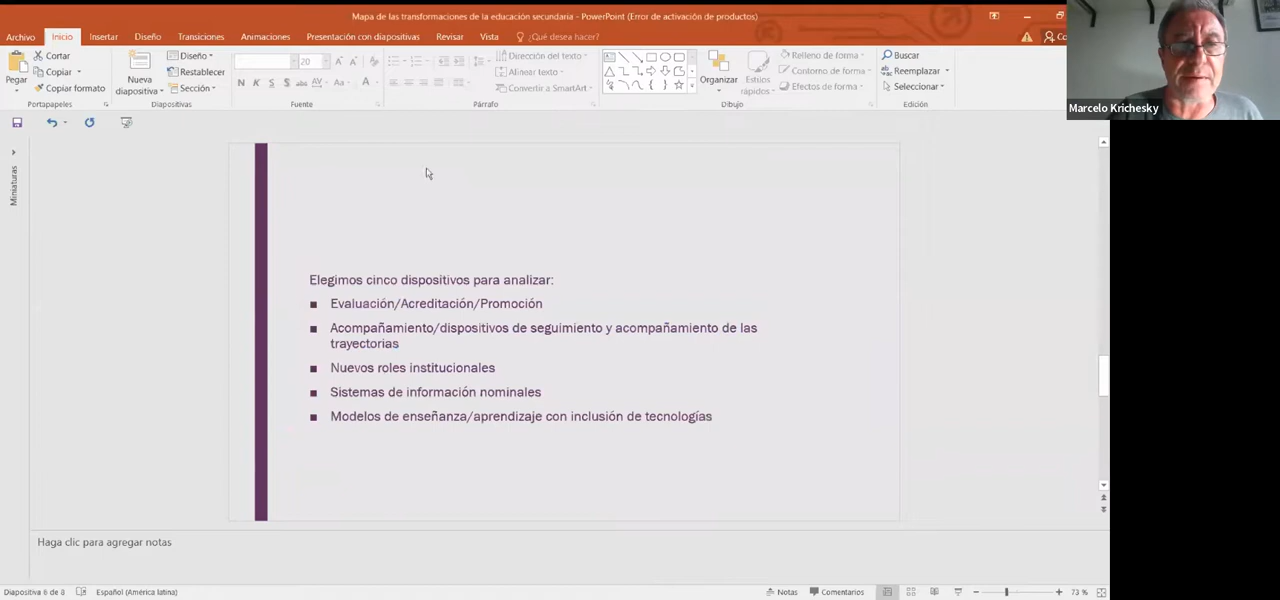 Mapa de las transformaciones de la educación secundaria - PowerPoint (Error de activación de productos)
Archivo Inicio Insertar Diseño Transiciones Animaciones Presentación con diapositivas Revisar Vista ¿Qué desea hacer? Co
Pegar
Cortar
Copiar
Copiar formato
Portapapeles
Nueva diapositiva
Diseño
Restablecer
Sección
Diapositivas
20
N K S S abc AV Aa A
Fuente
Dirección del texto
Alinear texto
Convertir a SmartArt
Párrafo
Organizar
Estilos rápidos
Relleno de forma
Contorno de forma
Efectos de forma
Dibujo
Buscar
Reemplazar
Seleccionar
Edición
Marcelo Krichesky
Miniaturas
Elegimos cinco dispositivos para analizar:
Evaluación/Acreditación/Promoción
Acompañamiento/dispositivos de seguimiento y acompañamiento de las
trayectorias
Nuevos roles institucionales
Sistemas de información nominales
Modelos de enseñanza/aprendizaje con inclusión de tecnologías
Haga clic para agregar notas
Diapositiva 6 de 8 Español (América latina) Notas Comentarios 73 %